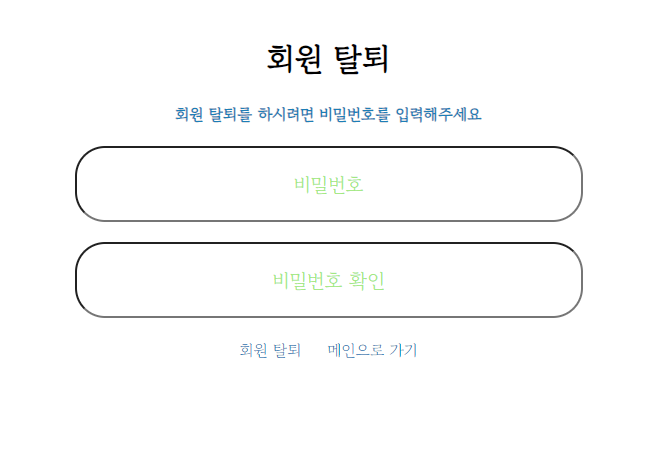 회원 탈퇴
회원 탈퇴를 하시려면 비밀번호를 입력해주세요
비밀번호
비밀번호 확인
회원 탈퇴 메인으로 가기